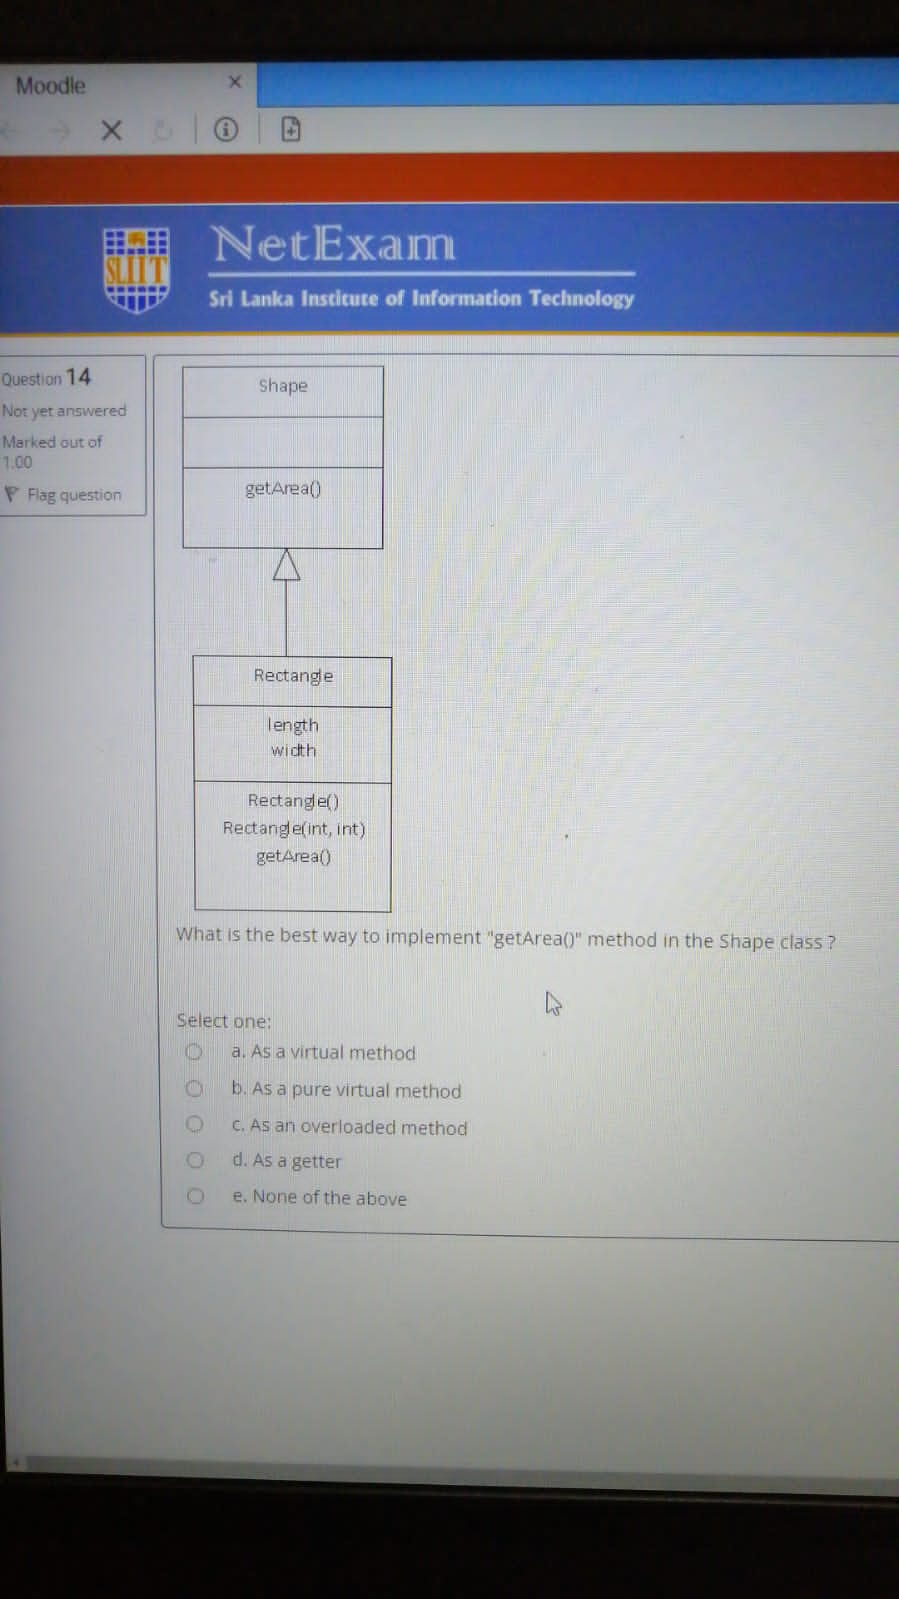 Moodle
NetExam
SLIIT
Sri Lanka Institute of Information Technology
Question 14
Not yet answered
Marked out of
1.00
Flag question
Shape
getArea()
Rectangle
length
width
Rectangle()
Rectangle(int, int)
getArea()
What is the best way to implement "getArea()" method in the Shape class ?
Select one:
a. As a virtual method
b. As a pure virtual method
c. As an overloaded method
d. As a getter
e. None of the above